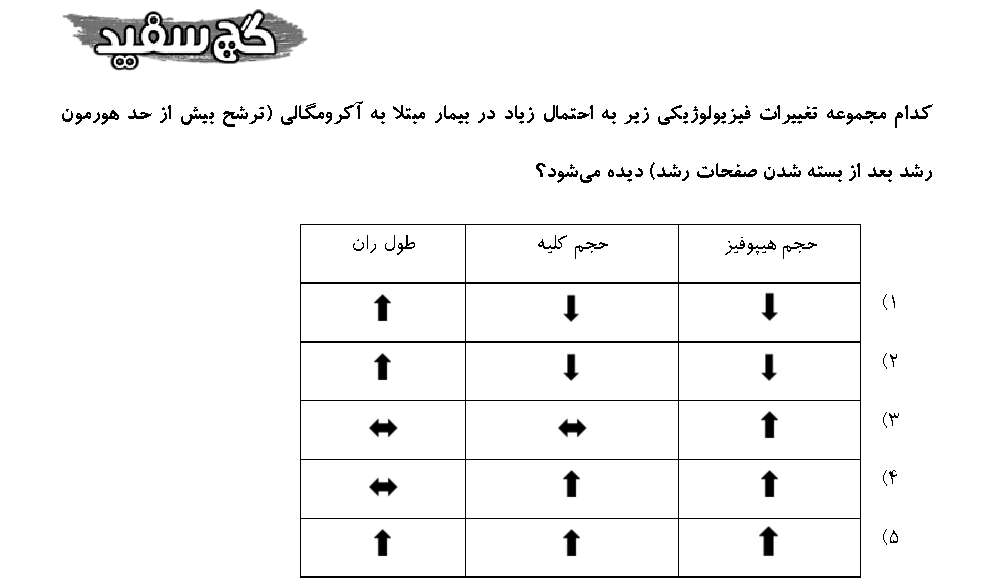 گچ سفید
کدام مجموعه تغییرات فیزیولوژیکی زیر به احتمال زیاد در بیمار مبتلا به آکرومگالی (ترشح بیش از حد هورمون
رشد بعد از بسته شدن صفحات رشد) دیده می‌شود؟
حجم هیپوفیز حجم کلیه طول ران
۱) ⬇ ⬇ ⬆
۲) ⬇ ⬇ ⬆
۳) ⬆ ⬌ ⬌
۴) ⬆ ⬆ ⬌
۵) ⬆ ⬆ ⬆